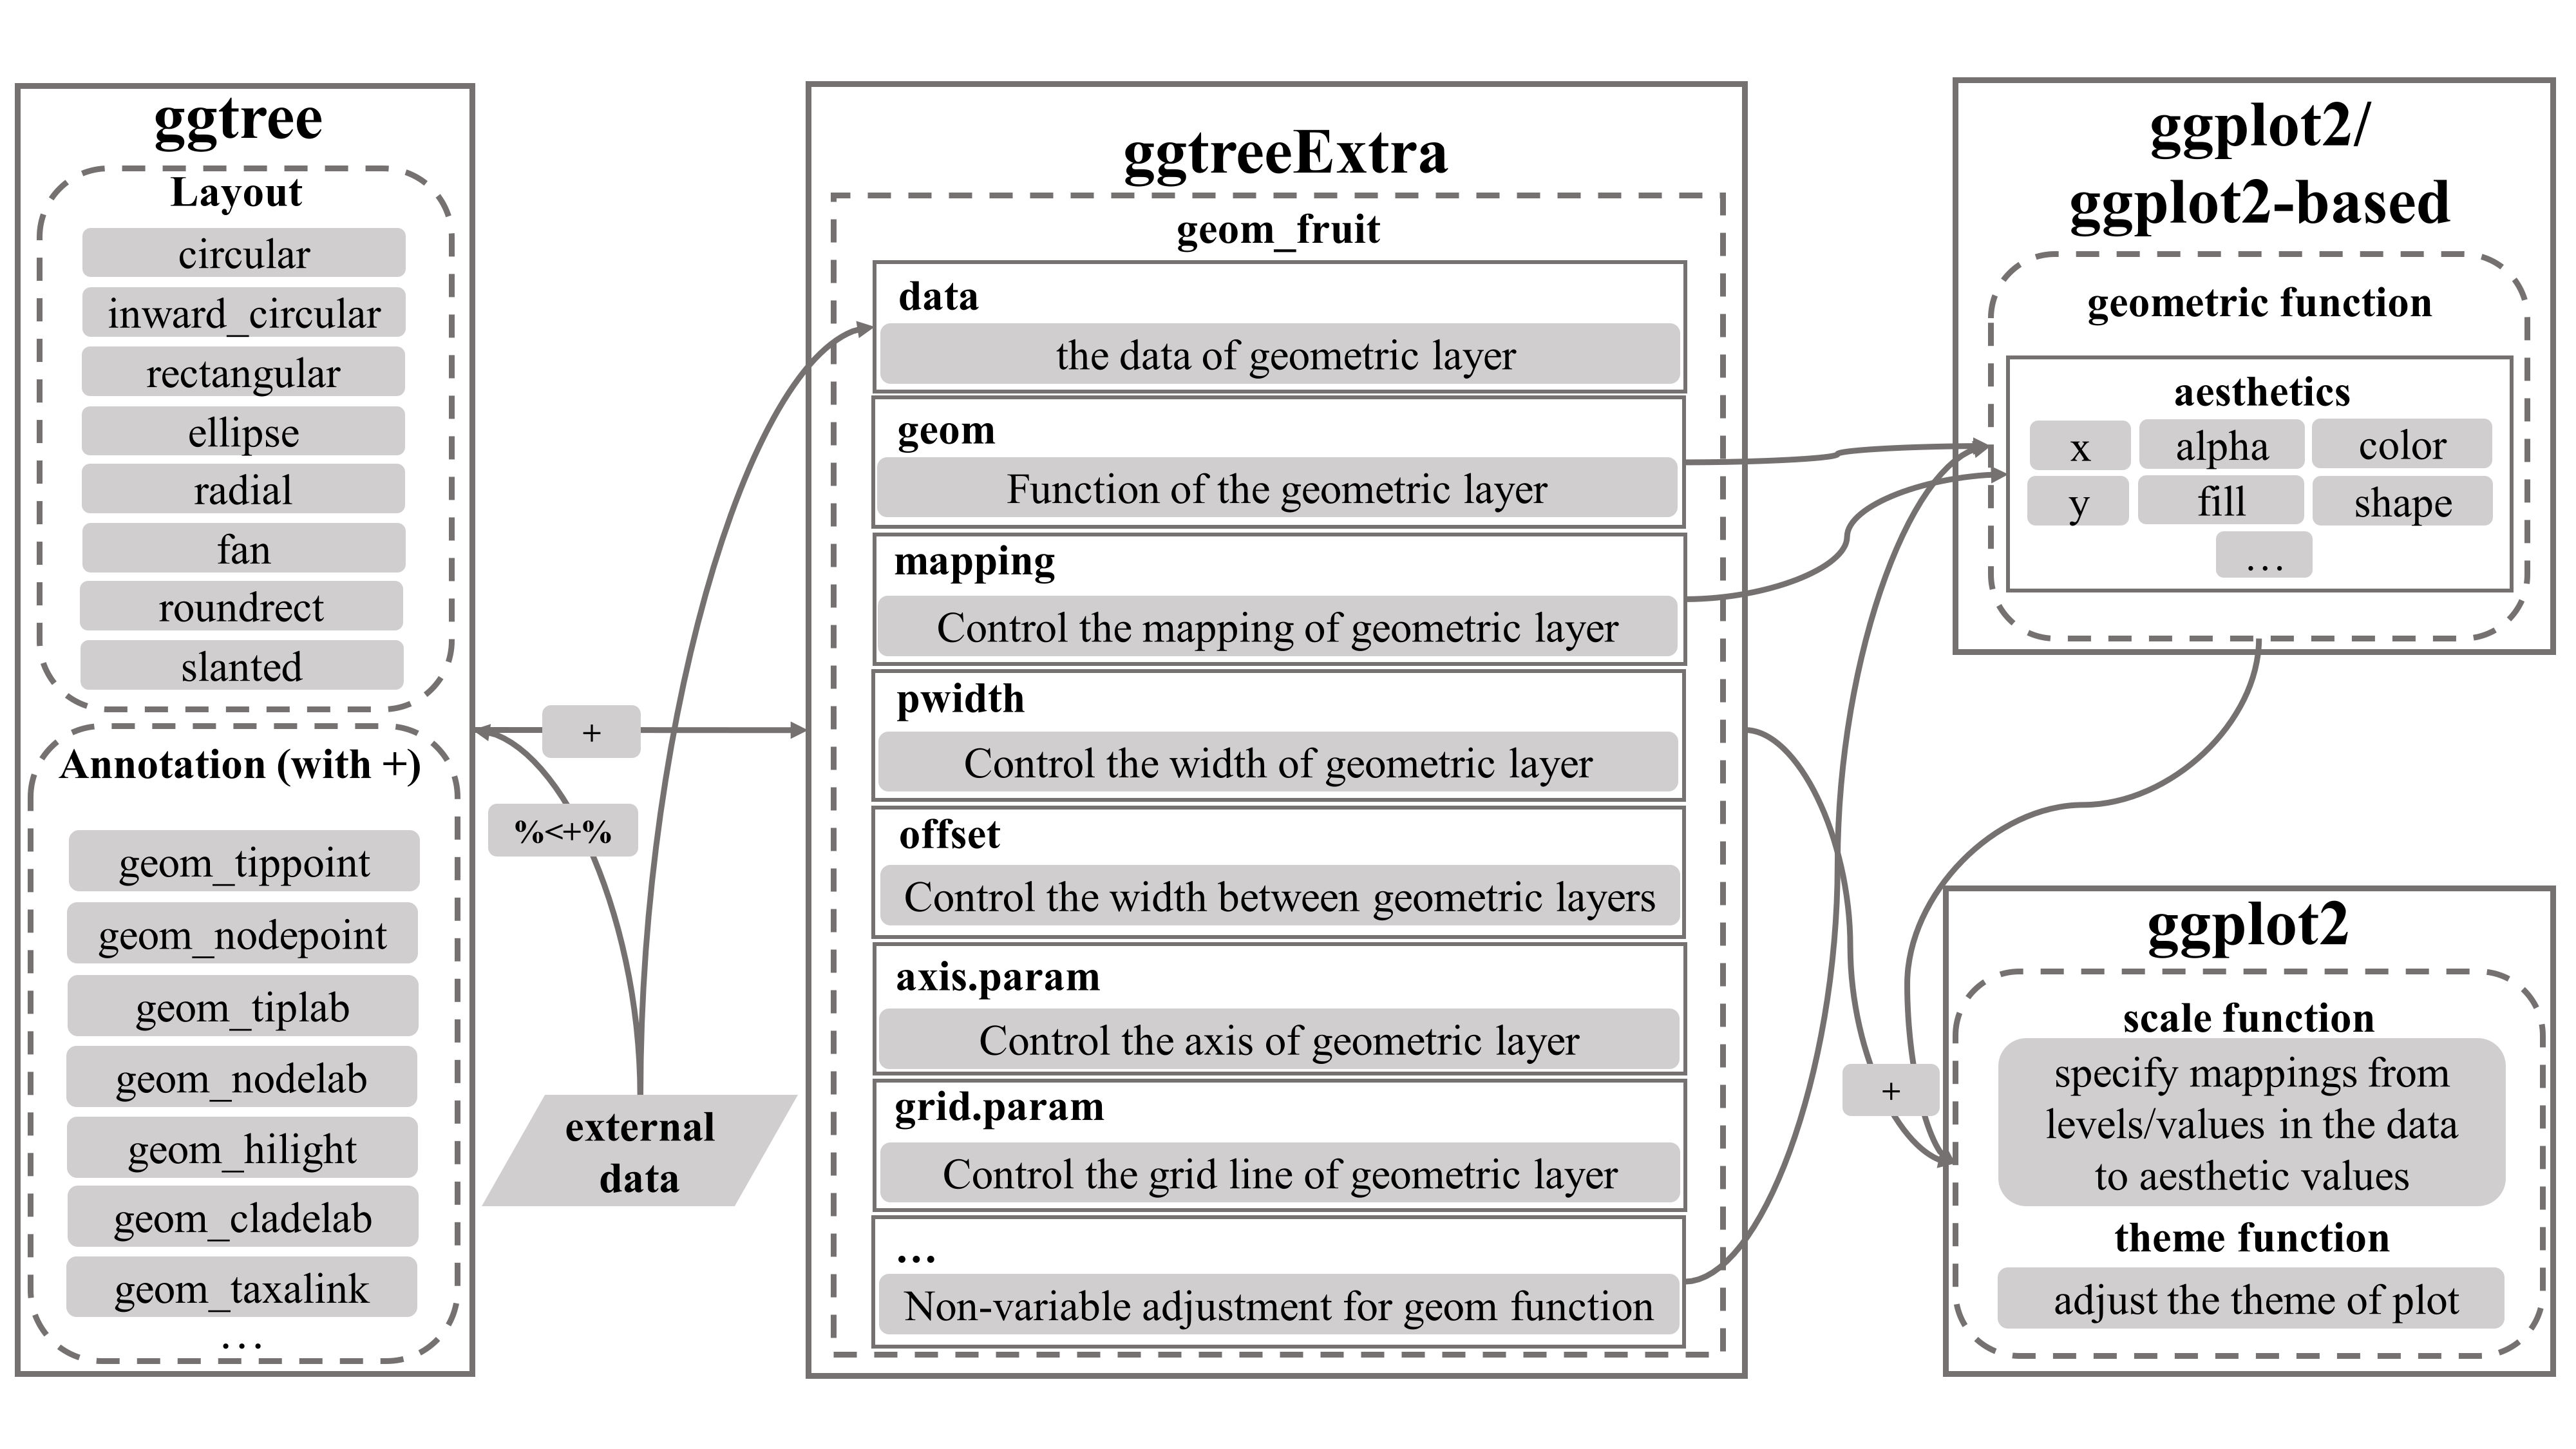 ggtree
Layout
circular
inward_circular
rectangular
ellipse
radial
fan
roundrect
slanted
Annotation (with +)
geom_tippoint
geom_nodepoint
geom_tiplab
geom_nodelab
geom_hilight
geom_cladelab
geom_taxalink
...
+
%<+%
external
data
ggtreeExtra
geom_fruit
data
the data of geometric layer
geom
Function of the geometric layer
mapping
Control the mapping of geometric layer
pwidth
Control the width of geometric layer
offset
Control the width between geometric layers
axis.param
Control the axis of geometric layer
grid.param
Control the grid line of geometric layer
...
Non-variable adjustment for geom function
ggplot2/
ggplot2-based
geometric function
aesthetics
x alpha color
y fill shape
...
+
ggplot2
scale function
specify mappings from
levels/values in the data
to aesthetic values
theme function
adjust the theme of plot